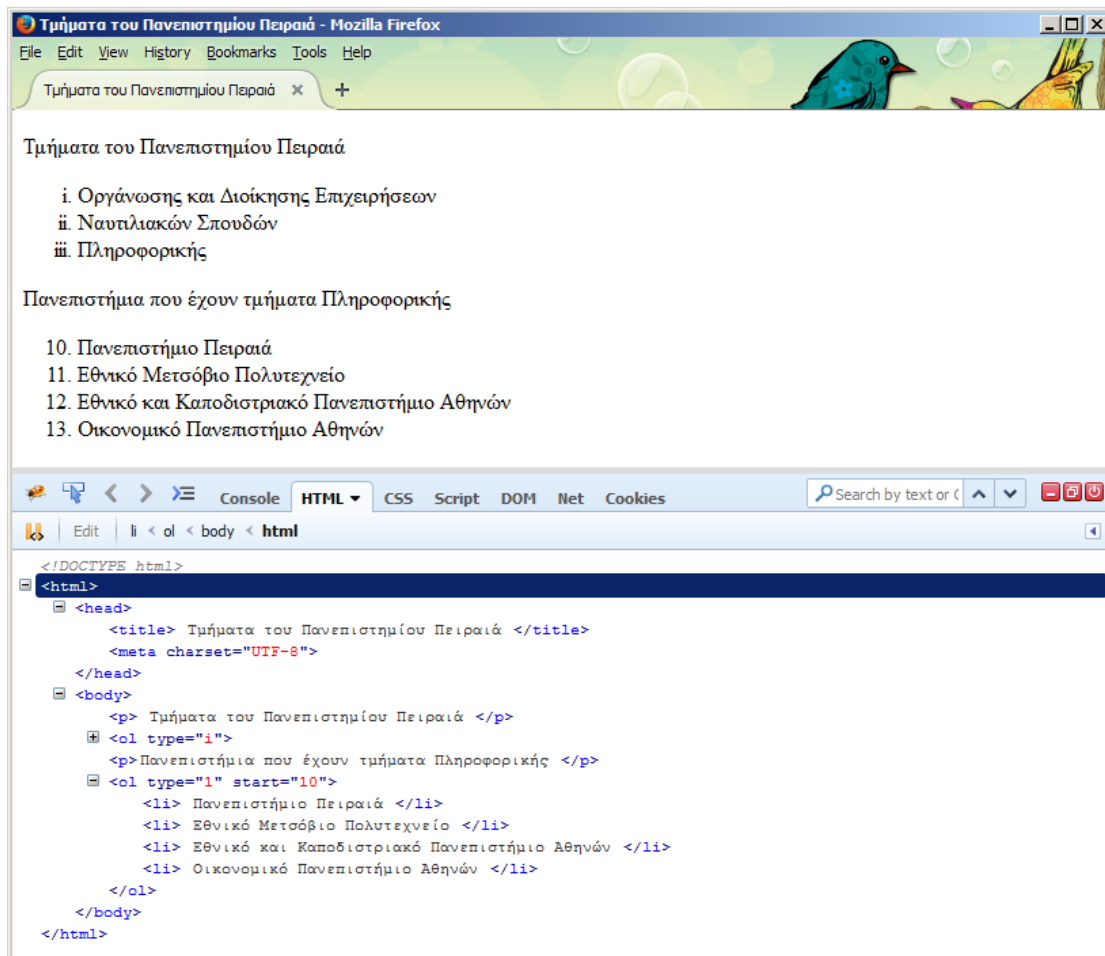 Τμήματα του Πανεπιστημίου Πειραιά - Mozilla Firefox
File Edit View History Bookmarks Tools Help
Τμήματα του Πανεπιστημίου Πειραιά
Τμήματα του Πανεπιστημίου Πειραιά
i. Οργάνωσης και Διοίκησης Επιχειρήσεων
ii. Ναυτιλιακών Σπουδών
iii. Πληροφορικής
Πανεπιστήμια που έχουν τμήματα Πληροφορικής
10. Πανεπιστήμιο Πειραιά
11. Εθνικό Μετσόβιο Πολυτεχνείο
12. Εθνικό και Καποδιστριακό Πανεπιστήμιο Αθηνών
13. Οικονομικό Πανεπιστήμιο Αθηνών
Console HTML CSS Script DOM Net Cookies Search by text or C
Edit li < ol < body < html
<!DOCTYPE html>
<html>
<head>
<title> Τμήματα του Πανεπιστημίου Πειραιά </title>
<meta charset="UTF-8">
</head>
<body>
<p> Τμήματα του Πανεπιστημίου Πειραιά </p>
<ol type="i">
<p>Πανεπιστήμια που έχουν τμήματα Πληροφορικής </p>
<ol type="1" start="10">
<li> Πανεπιστήμιο Πειραιά </li>
<li> Εθνικό Μετσόβιο Πολυτεχνείο </li>
<li> Εθνικό και Καποδιστριακό Πανεπιστήμιο Αθηνών </li>
<li> Οικονομικό Πανεπιστήμιο Αθηνών </li>
</ol>
</body>
</html>